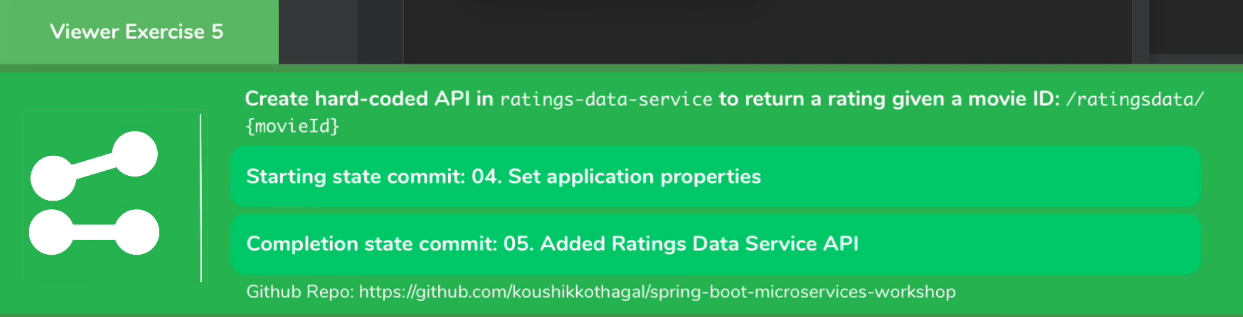 Viewer Exercise 5
Create hard-coded API in ratings-data-service to return a rating given a movie ID: /ratingsdata/
{movieId}
Starting state commit: 04. Set application properties
Completion state commit: 05. Added Ratings Data Service API
Github Repo: https://github.com/koushikkothagal/spring-boot-microservices-workshop